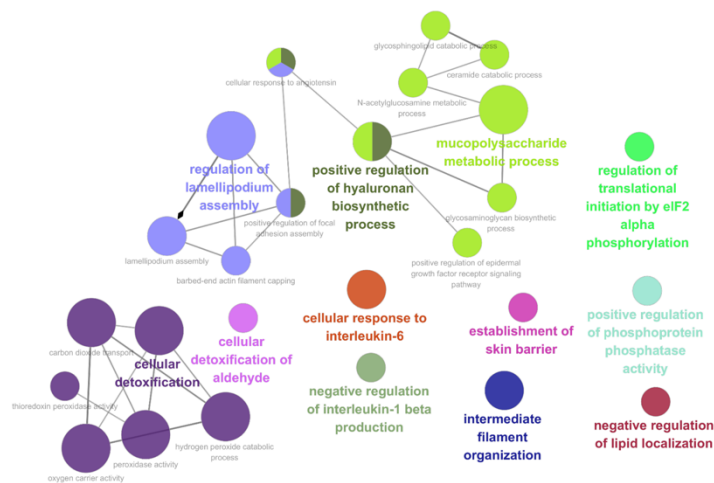 glycosphingolipid catabolic process
ceramide catabolic process
cellular response to angiotensin
N-acetylglucosamine metabolic
process
mucopolysaccharide
metabolic process
positive regulation
of hyaluronan
biosynthetic
process
regulation of
lamellipodium
assembly
regulation of
translational
initiation by eIF2
alpha
phosphorylation
positive regulation of focal
adhesion assembly
glycosaminoglycan biosynthetic
process
lamellipodium assembly
barbed-end actin filament capping
positive regulation of epidermal
growth factor receptor signaling
pathway
carbon dioxide transport
cellular
detoxification
cellular
detoxification of
aldehyde
cellular response to
interleukin-6
establishment of
skin barrier
positive regulation
of phosphoprotein
phosphatase
activity
thioredoxin peroxidase activity
negative regulation
of interleukin-1 beta
production
intermediate
filament
organization
negative regulation
of lipid localization
hydrogen peroxide catabolic
process
peroxidase activity
oxygen carrier activity